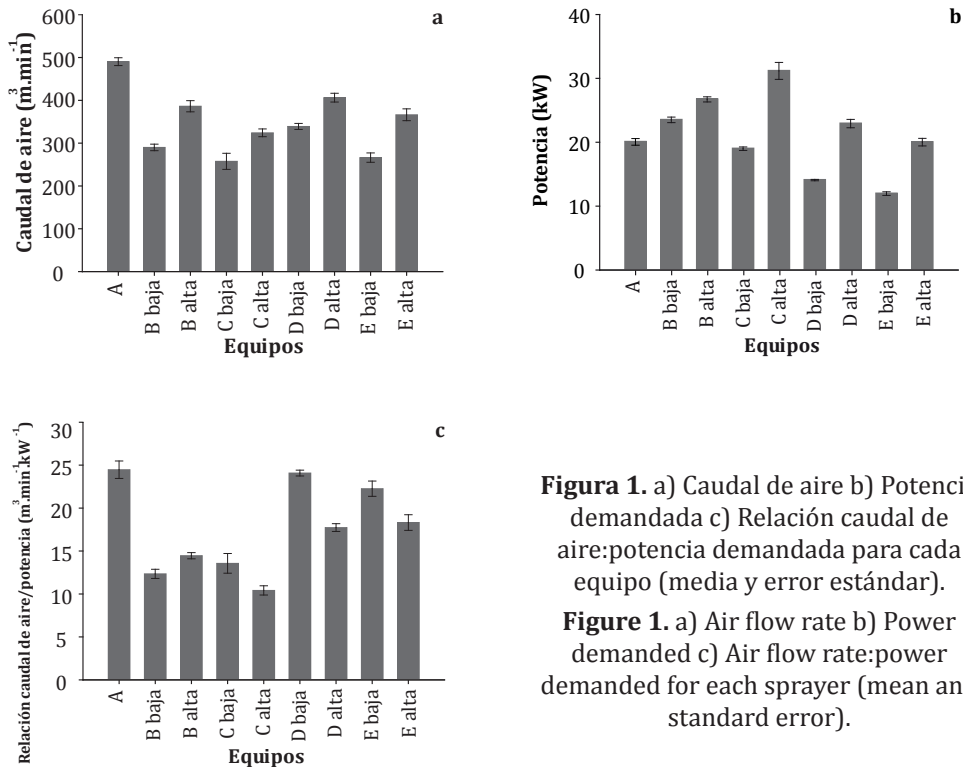 a
Caudal de aire (m³.min⁻¹)
600
500
400
300
200
100
0
A
B baja
B alta
C baja
C alta
D baja
D alta
E baja
E alta
Equipos
b
Potencia (kW)
40
30
20
10
0
A
B baja
B alta
C baja
C alta
D baja
D alta
E baja
E alta
Equipos
c
Relación caudal de aire/potencia (m³.min⁻¹.kW⁻¹)
30
25
20
15
10
5
0
A
B baja
B alta
C baja
C alta
D baja
D alta
E baja
E alta
Equipos
Figura 1. a) Caudal de aire b) Potenci
demandada c) Relación caudal de
aire:potencia demandada para cada
equipo (media y error estándar).
Figure 1. a) Air flow rate b) Power
demanded c) Air flow rate:power
demanded for each sprayer (mean an
standard error).